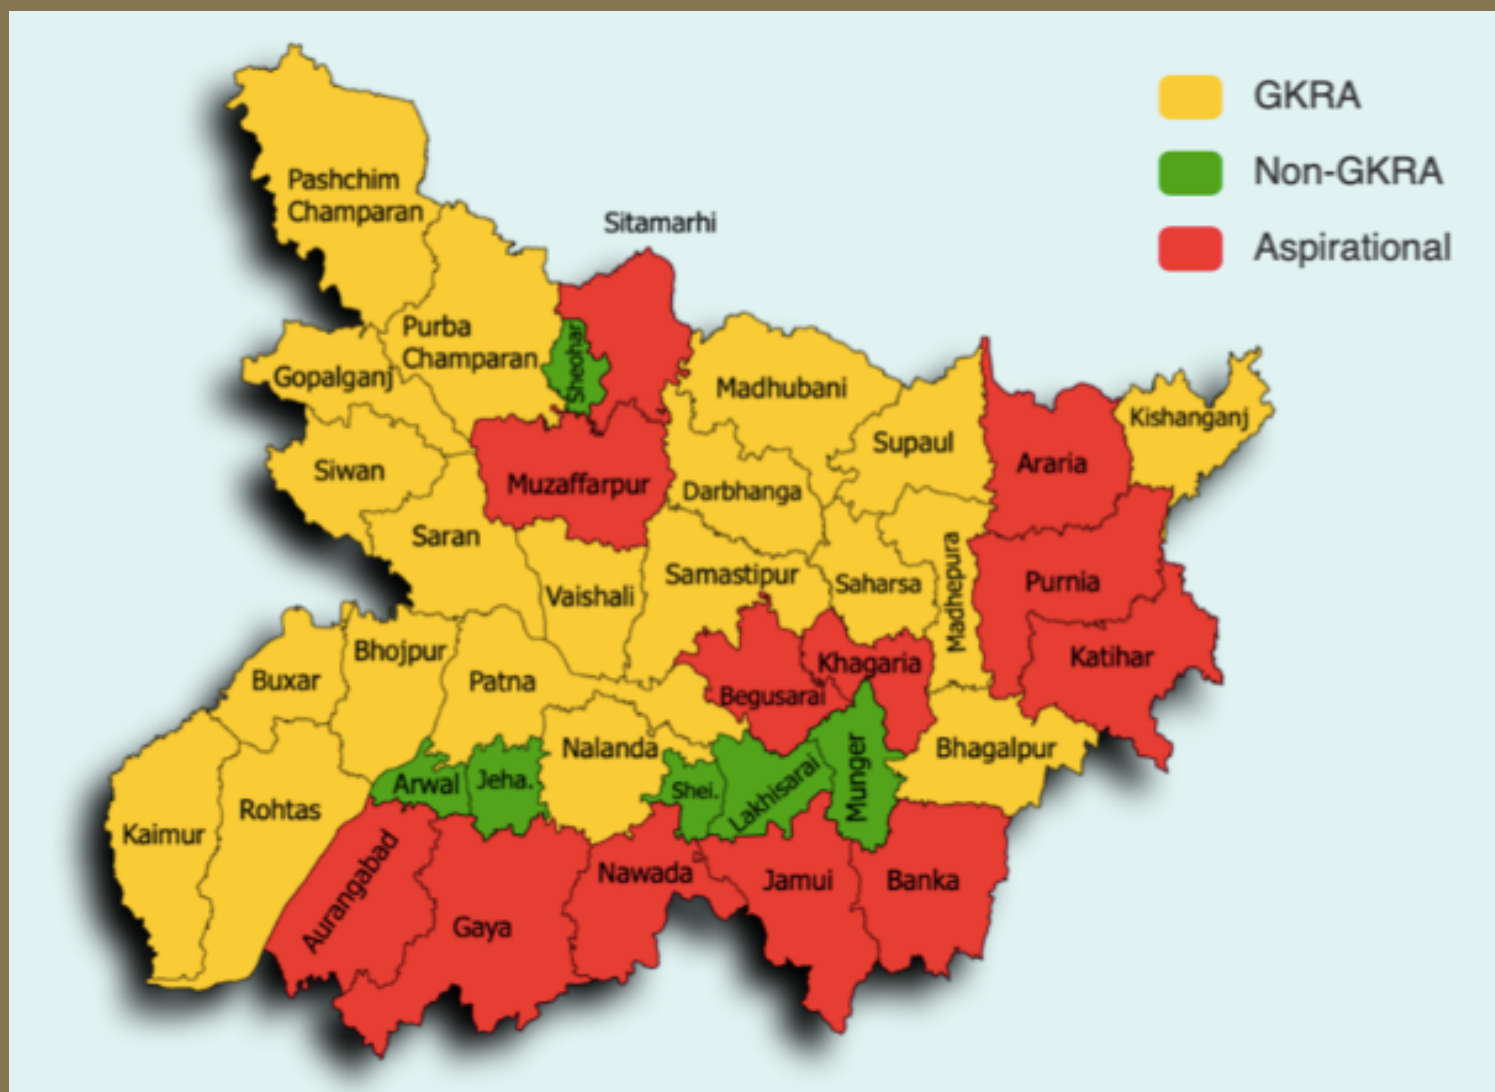 GKRA
Non-GKRA
Aspirational
Pashchim
Champaran
Sitamarhi
Purba
Champaran
Sheohar
Gopalganj
Madhubani
Kishanganj
Supaul
Araria
Siwan
Muzaffarpur
Darbhanga
Saran
Samastipur
Saharsa
Madhepura
Purnia
Vaishali
Bhojpur
Khagaria
Katihar
Buxar
Patna
Begusarai
Nalanda
Bhagalpur
Arwal
Jeha.
Shei.
Lakhisarai
Munger
Rohtas
Kaimur
Aurangabad
Nawada
Jamui
Banka
Gaya